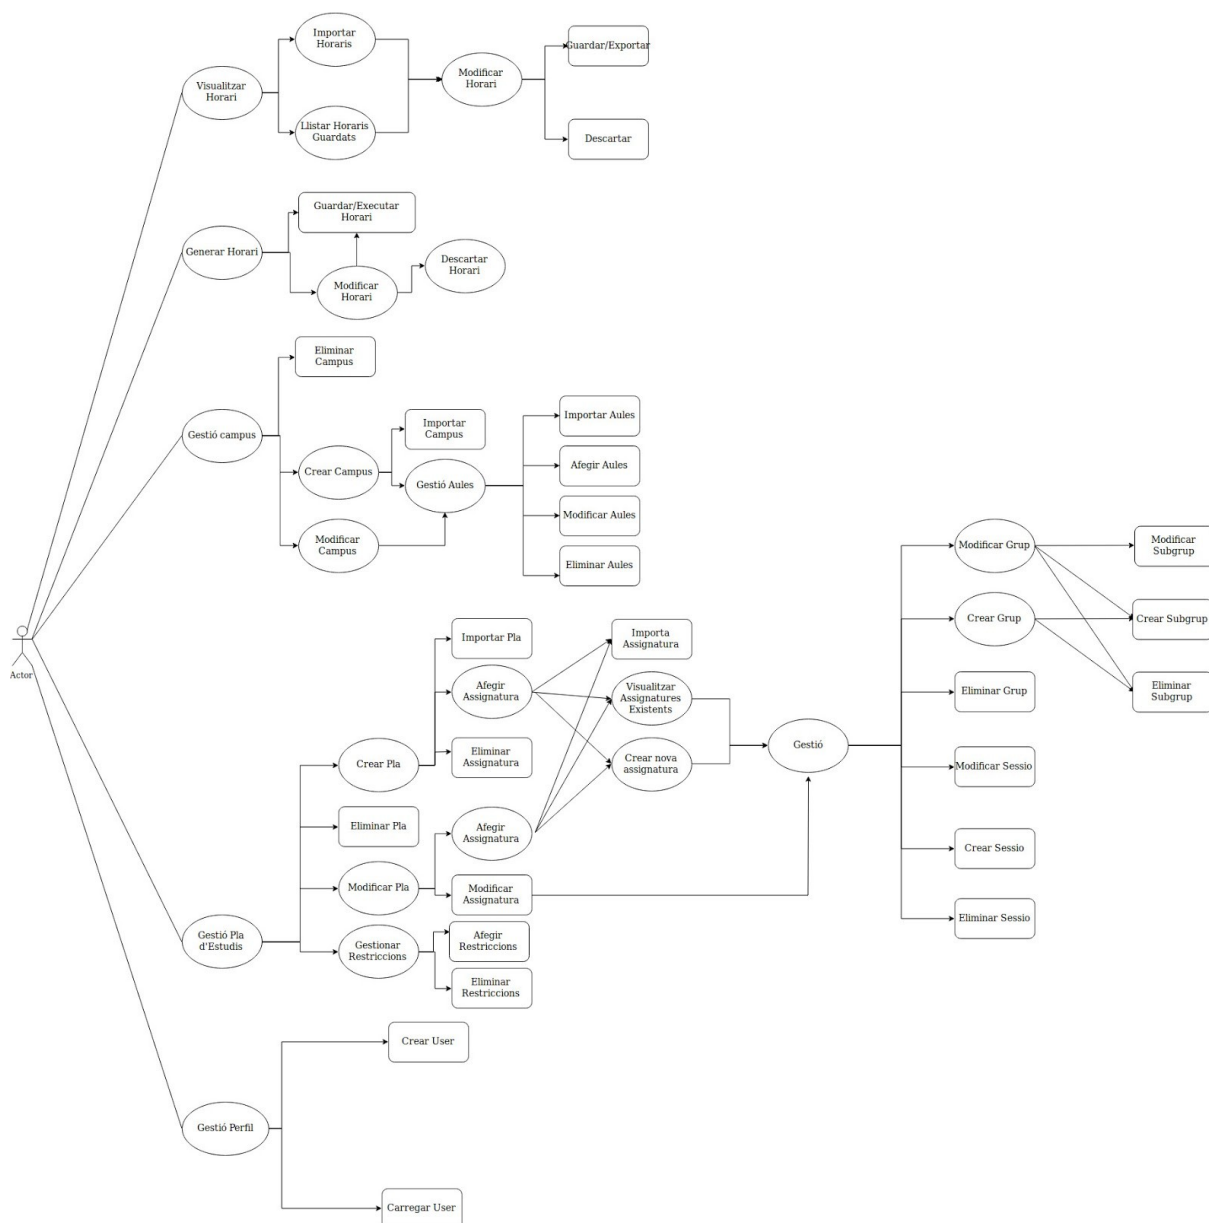 Importar
Horaris
Guardar/Exportar
Modificar
Horari
Visualitzar
Horari
Llistar Horaris
Guardats
Descartar
Guardar/Executar
Horari
Generar Horari
Descartar
Horari
Modificar
Horari
Eliminar
Campus
Gestió campus
Importar
Campus
Importar Aules
Crear Campus
Gestió Aules
Afegir Aules
Modificar
Campus
Modificar Aules
Eliminar Aules
Modificar Grup
Modificar
Subgrup
Crear Grup
Crear Subgrup
Eliminar Grup
Eliminar
Subgrup
Actor
Importar Pla
Importa
Assignatura
Afegir
Assignatura
Visualitzar
Assignatures
Existents
Gestió
Crear Pla
Eliminar
Assignatura
Crear nova
assignatura
Modificar Sessio
Eliminar Pla
Afegir
Assignatura
Crear Sessio
Modificar Pla
Modificar
Assignatura
Eliminar Sessio
Gestió Pla
d'Estudis
Gestionar
Restriccions
Afegir
Restriccions
Eliminar
Restriccions
Crear User
Gestió Perfil
Carregar User